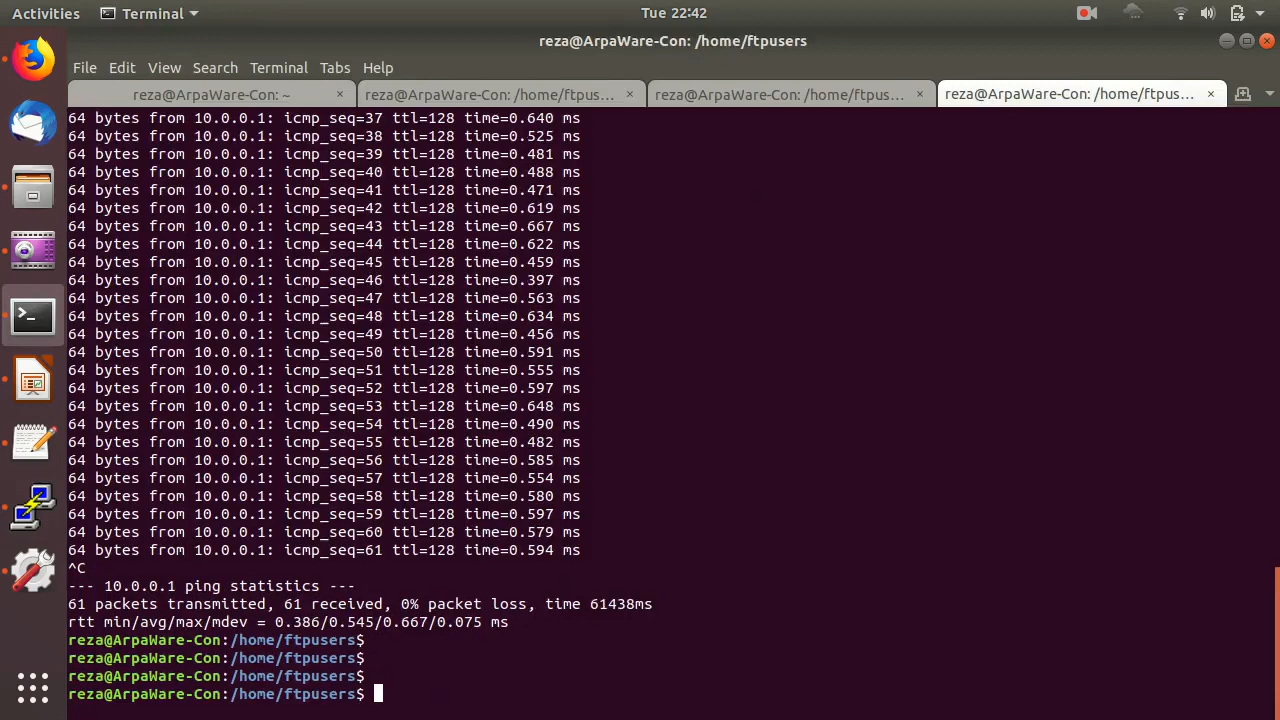 Activities
Terminal
Tue 22:42
reza@ArpaWare-Con: /home/ftpusers
File Edit View Search Terminal Tabs Help
reza@ArpaWare-Con: ~ × reza@ArpaWare-Con: /home/ftpus... × reza@ArpaWare-Con: /home/ftpus... × reza@ArpaWare-Con: /home/ftpus... ×
64 bytes from 10.0.0.1: icmp_seq=37 ttl=128 time=0.640 ms
64 bytes from 10.0.0.1: icmp_seq=38 ttl=128 time=0.525 ms
64 bytes from 10.0.0.1: icmp_seq=39 ttl=128 time=0.481 ms
64 bytes from 10.0.0.1: icmp_seq=40 ttl=128 time=0.488 ms
64 bytes from 10.0.0.1: icmp_seq=41 ttl=128 time=0.471 ms
64 bytes from 10.0.0.1: icmp_seq=42 ttl=128 time=0.619 ms
64 bytes from 10.0.0.1: icmp_seq=43 ttl=128 time=0.667 ms
64 bytes from 10.0.0.1: icmp_seq=44 ttl=128 time=0.622 ms
64 bytes from 10.0.0.1: icmp_seq=45 ttl=128 time=0.459 ms
64 bytes from 10.0.0.1: icmp_seq=46 ttl=128 time=0.397 ms
64 bytes from 10.0.0.1: icmp_seq=47 ttl=128 time=0.563 ms
64 bytes from 10.0.0.1: icmp_seq=48 ttl=128 time=0.634 ms
64 bytes from 10.0.0.1: icmp_seq=49 ttl=128 time=0.456 ms
64 bytes from 10.0.0.1: icmp_seq=50 ttl=128 time=0.591 ms
64 bytes from 10.0.0.1: icmp_seq=51 ttl=128 time=0.555 ms
64 bytes from 10.0.0.1: icmp_seq=52 ttl=128 time=0.597 ms
64 bytes from 10.0.0.1: icmp_seq=53 ttl=128 time=0.648 ms
64 bytes from 10.0.0.1: icmp_seq=54 ttl=128 time=0.490 ms
64 bytes from 10.0.0.1: icmp_seq=55 ttl=128 time=0.482 ms
64 bytes from 10.0.0.1: icmp_seq=56 ttl=128 time=0.585 ms
64 bytes from 10.0.0.1: icmp_seq=57 ttl=128 time=0.554 ms
64 bytes from 10.0.0.1: icmp_seq=58 ttl=128 time=0.580 ms
64 bytes from 10.0.0.1: icmp_seq=59 ttl=128 time=0.597 ms
64 bytes from 10.0.0.1: icmp_seq=60 ttl=128 time=0.579 ms
64 bytes from 10.0.0.1: icmp_seq=61 ttl=128 time=0.594 ms
^C
--- 10.0.0.1 ping statistics ---
61 packets transmitted, 61 received, 0% packet loss, time 61438ms
rtt min/avg/max/mdev = 0.386/0.545/0.667/0.075 ms
reza@ArpaWare-Con:/home/ftpusers$
reza@ArpaWare-Con:/home/ftpusers$
reza@ArpaWare-Con:/home/ftpusers$
reza@ArpaWare-Con:/home/ftpusers$